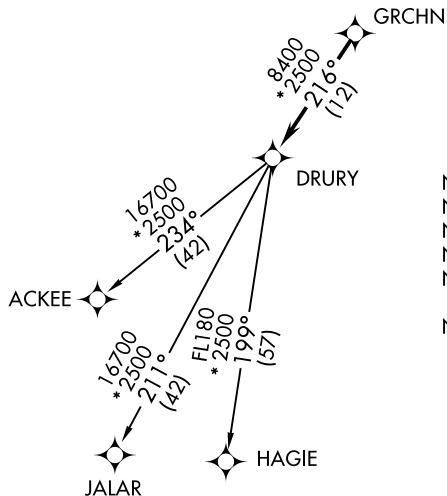 GRCHN
8400
*2500
216°
(12)
DRURY
16700
*2500
234°
(42)
ACKEE
16700
*2500
211°
(42)
FL180
*2500
199°
(57)
HAGIE
JALAR